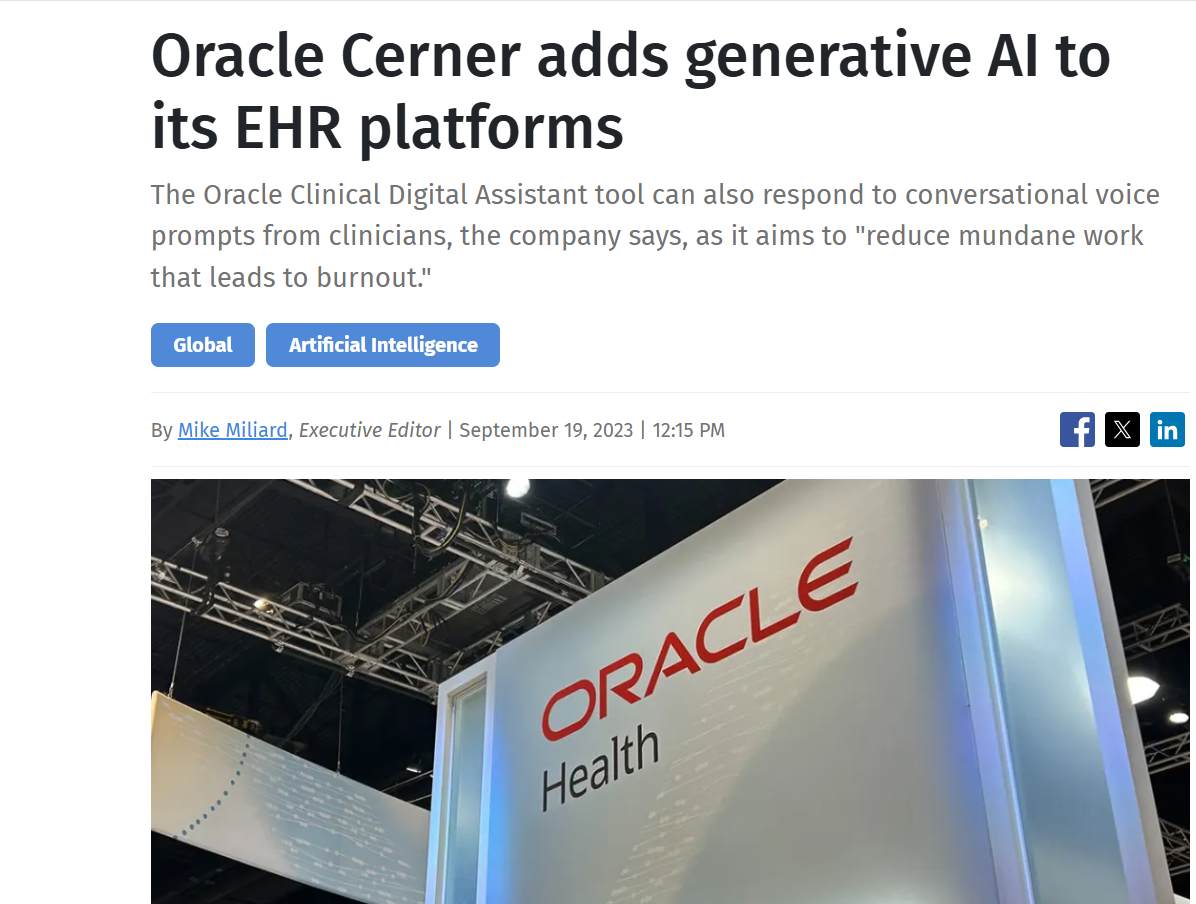 Oracle Cerner adds generative AI to
its EHR platforms
The Oracle Clinical Digital Assistant tool can also respond to conversational voice
prompts from clinicians, the company says, as it aims to "reduce mundane work
that leads to burnout."
Global
Artificial Intelligence
By Mike Miliard, Executive Editor | September 19, 2023 | 12:15 PM
f
X
in
ORACLE
Health